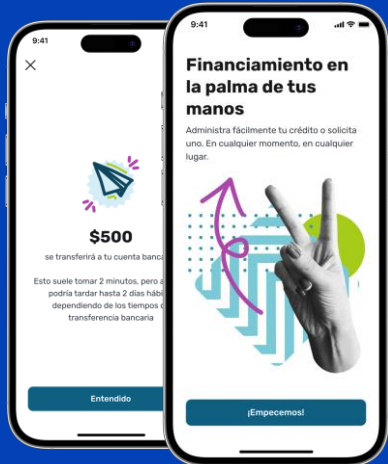 9:41
$500
se transferirá a tu cuenta
Esto suele tomar 2 minutos, pero
podría tardar hasta 2 días
dependiendo de los tiempos
transferencia bancaria
Entendido
9:41
Financiamiento en
la palma de tus
manos
Administra fácilmente tu crédito o solicita
uno. En cualquier momento, en cualquier
lugar.
¡Empecemos!